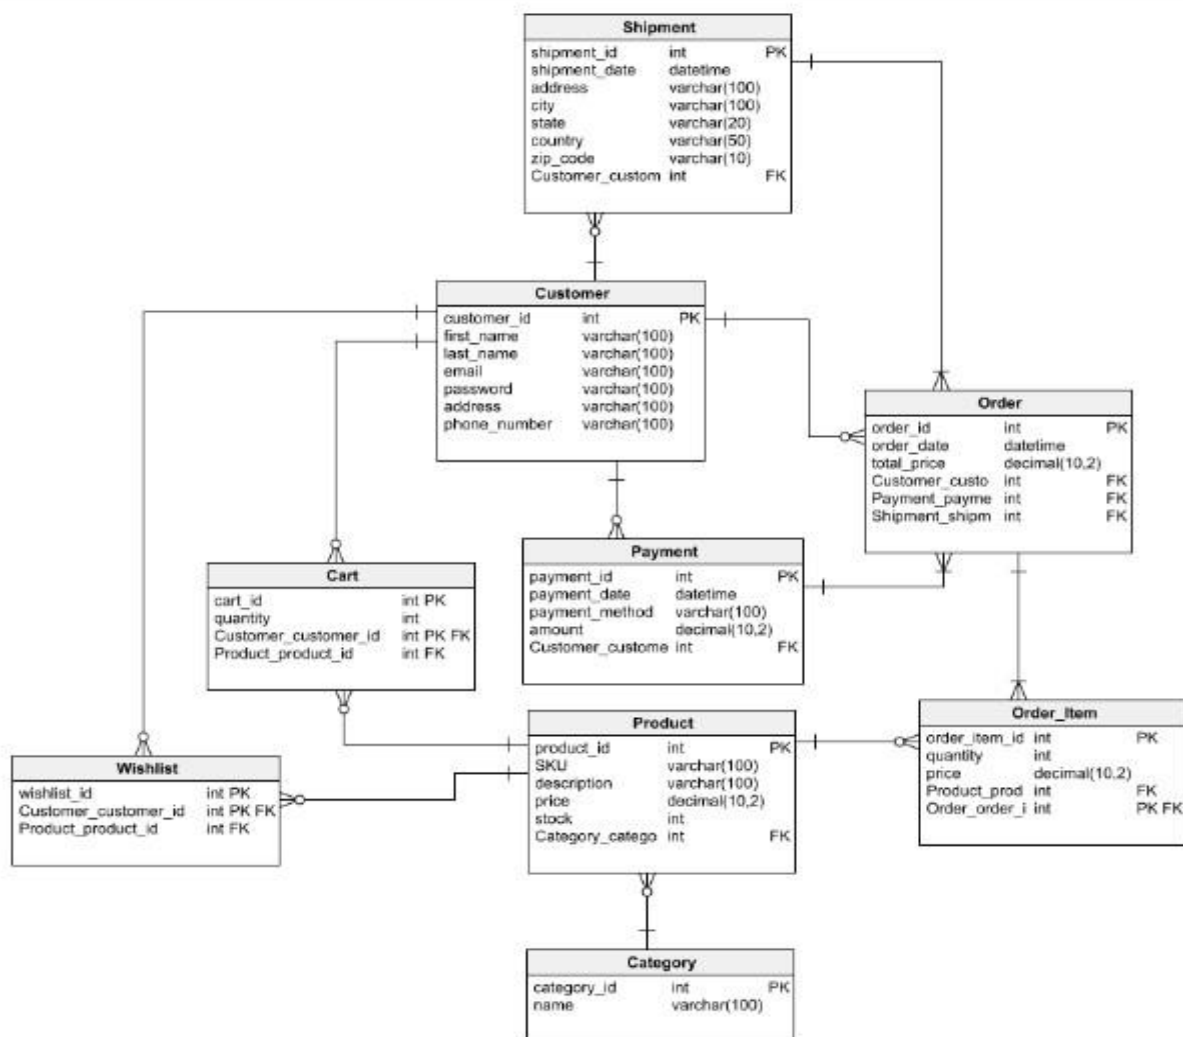 Shipment
shipment_id int PK
shipment_date datetime
address varchar(100)
city varchar(100)
state varchar(20)
country varchar(50)
zip_code varchar(10)
Customer_custom int FK
Customer
customer_id int PK
first_name varchar(100)
last_name varchar(100)
email varchar(100)
password varchar(100)
address varchar(100)
phone_number varchar(100)
Order
order_id int PK
order_date datetime
total_price decimal(10,2)
Customer_custo int FK
Payment_payme int FK
Shipment_shipm int FK
Payment
payment_id int PK
payment_date datetime
payment_method varchar(100)
amount decimal(10,2)
Customer_custome int FK
Cart
cart_id int PK
quantity int
Customer_customer_id int PK FK
Product_product_id int FK
Order_Item
order_item_id int PK
quantity int
price decimal(10,2)
Product_prod int FK
Order_order_i int PK FK
Product
product_id int PK
SKU varchar(100)
description varchar(100)
price decimal(10,2)
stock int
Category_catego int FK
Wishlist
wishlist_id int PK
Customer_customer_id int PK FK
Product_product_id int FK
Category
category_id int PK
name varchar(100)